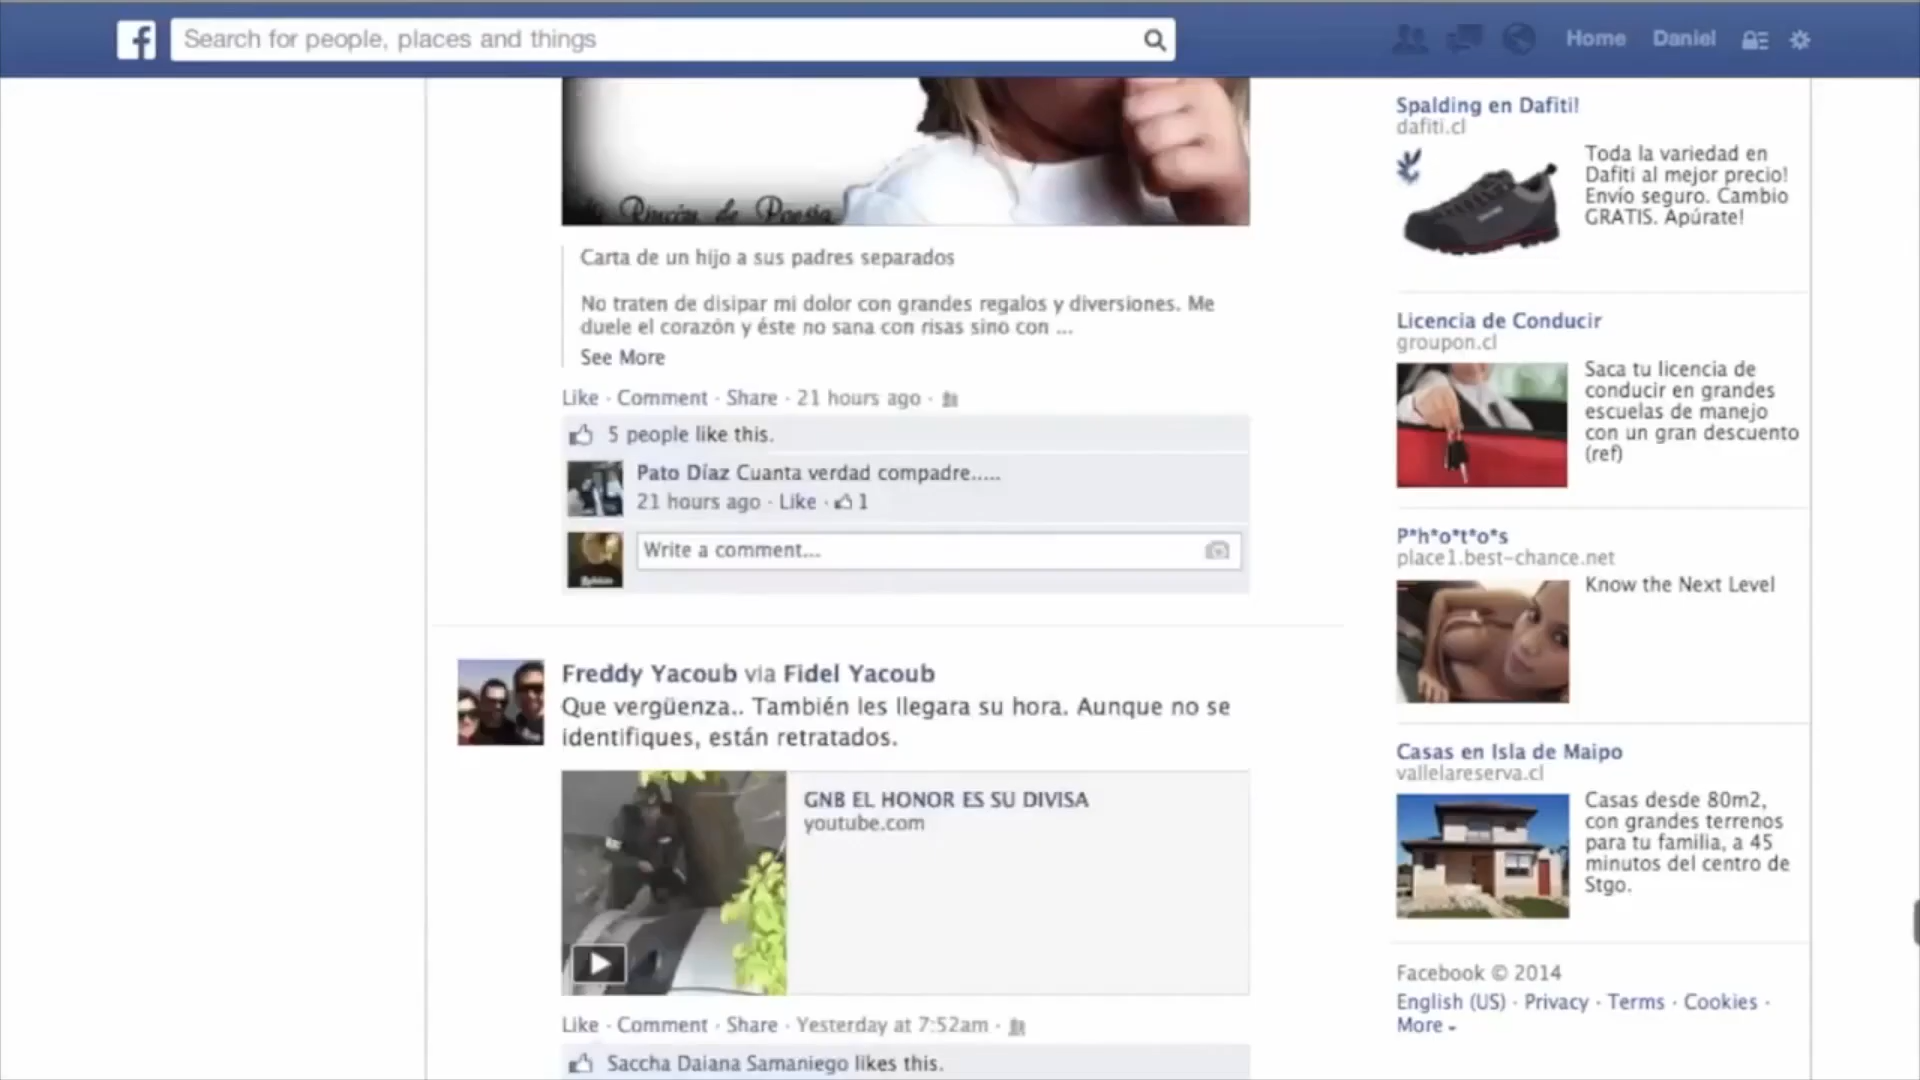 Search for people, places and things
Home
Daniel
Rincón de Poesía
Carta de un hijo a sus padres separados
No traten de disipar mi dolor con grandes regalos y diversiones. Me
duele el corazón y éste no sana con risas sino con ...
See More
Like · Comment · Share · 21 hours ago ·
5 people like this.
Pato Díaz Cuanta verdad compadre.....
21 hours ago · Like · 1
Write a comment...
Freddy Yacoub via Fidel Yacoub
Que vergüenza.. También les llegara su hora. Aunque no se
identifiques, están retratados.
GNB EL HONOR ES SU DIVISA
youtube.com
Like · Comment · Share · Yesterday at 7:52am ·
Saccha Daiana Samaniego likes this.
Spalding en Dafiti!
dafiti.cl
Toda la variedad en
Dafiti al mejor precio!
Envío seguro. Cambio
GRATIS. Apúrate!
Licencia de Conducir
groupon.cl
Saca tu licencia de
conducir en grandes
escuelas de manejo
con un gran descuento
(ref)
P*h*o*t*o*s
place1.best-chance.net
Know the Next Level
Casas en Isla de Maipo
vallelareserva.cl
Casas desde 80m2,
con grandes terrenos
para tu familia, a 45
minutos del centro de
Stgo.
Facebook © 2014
English (US) · Privacy · Terms · Cookies ·
More